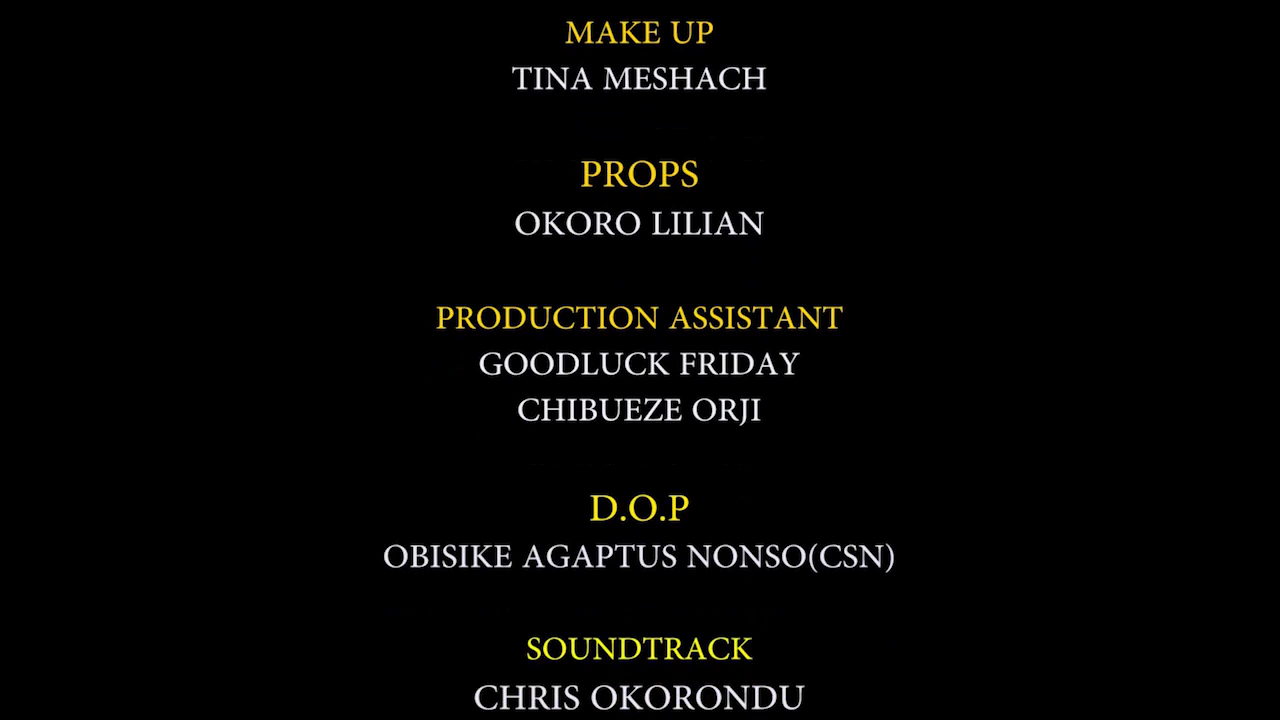 MAKE UP
TINA MESHACH
PROPS
OKORO LILIAN
PRODUCTION ASSISTANT
GOODLUCK FRIDAY
CHIBUEZE ORJI
D.O.P
OBISIKE AGAPTUS NONSO(CSN)
SOUNDTRACK
CHRIS OKORONDU